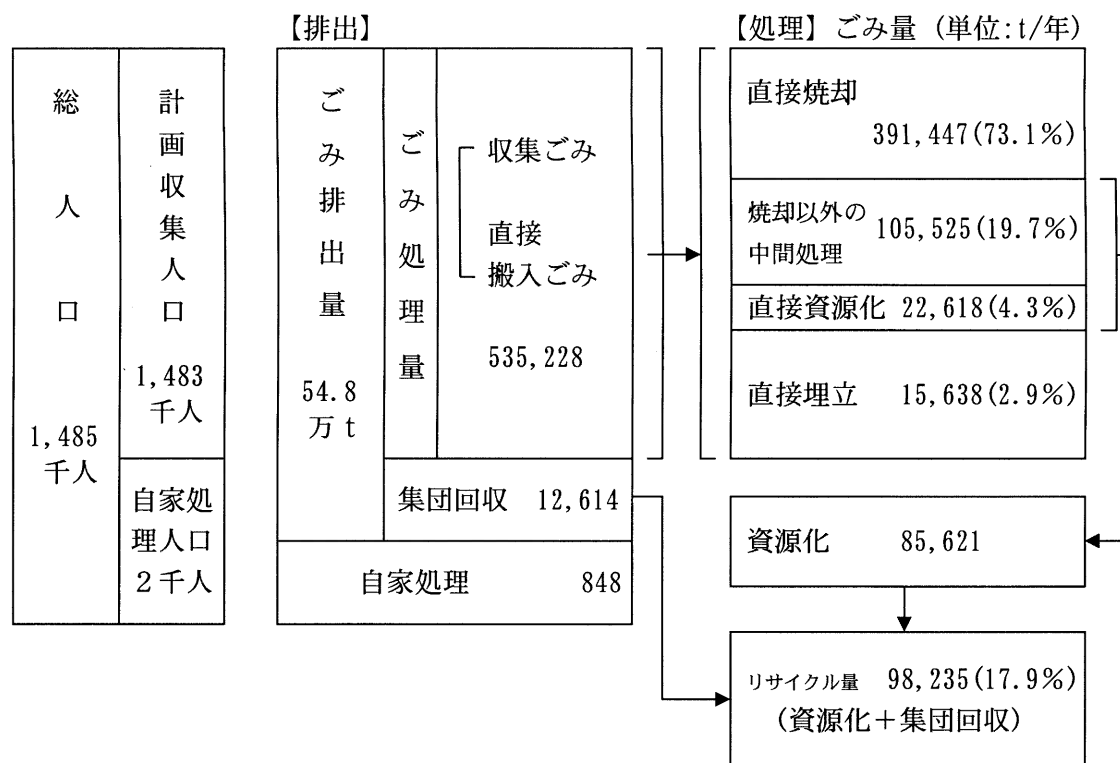 【排出】
【処理】ごみ量 (単位:t/年)
総人口
1,485
千人
計画収集人口
1,483
千人
自家処
理人口
2千人
ごみ排出量
54.8
万t
ごみ処理量
収集ごみ
直接
搬入ごみ
535,228
集団回収 12,614
自家処理 848
直接焼却
391,447(73.1%)
焼却以外の
中間処理
105,525(19.7%)
直接資源化 22,618(4.3%)
直接埋立 15,638(2.9%)
資源化 85,621
リサイクル量 98,235(17.9%)
(資源化+集団回収)